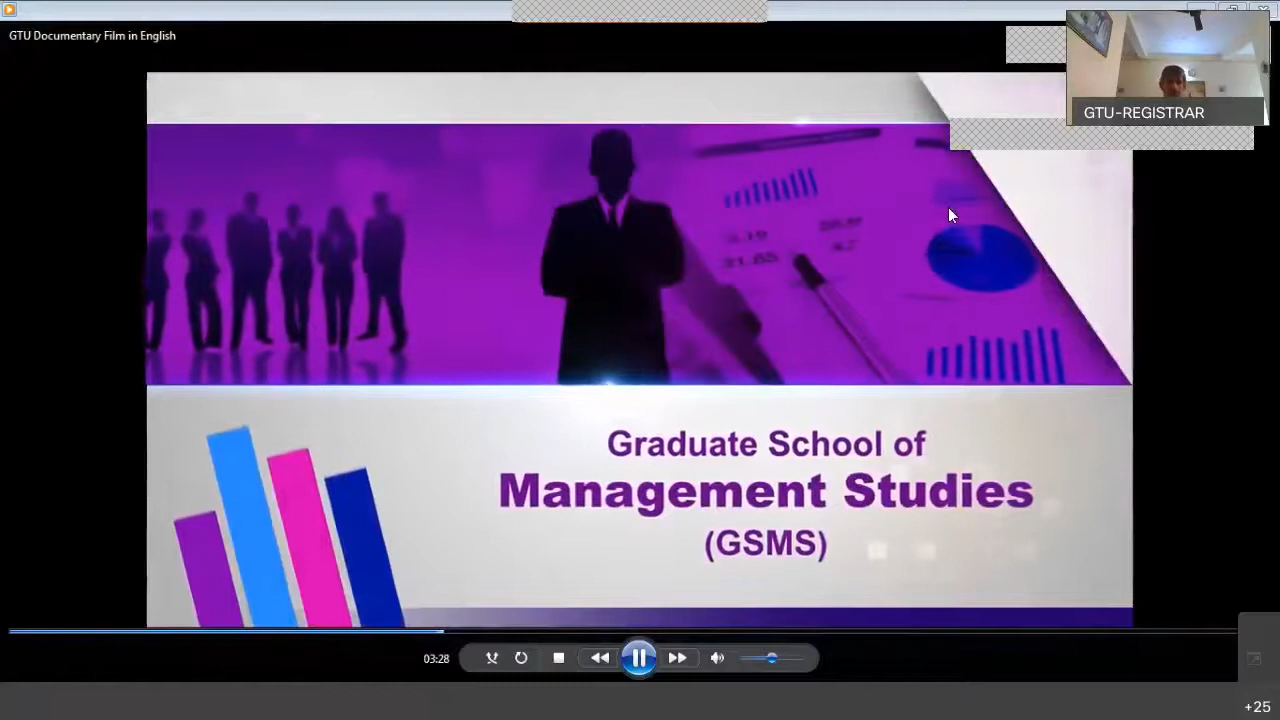 GTU Documentary Film in English
GTU-REGISTRAR
Graduate School of
Management Studies
(GSMS)
03:28
+25